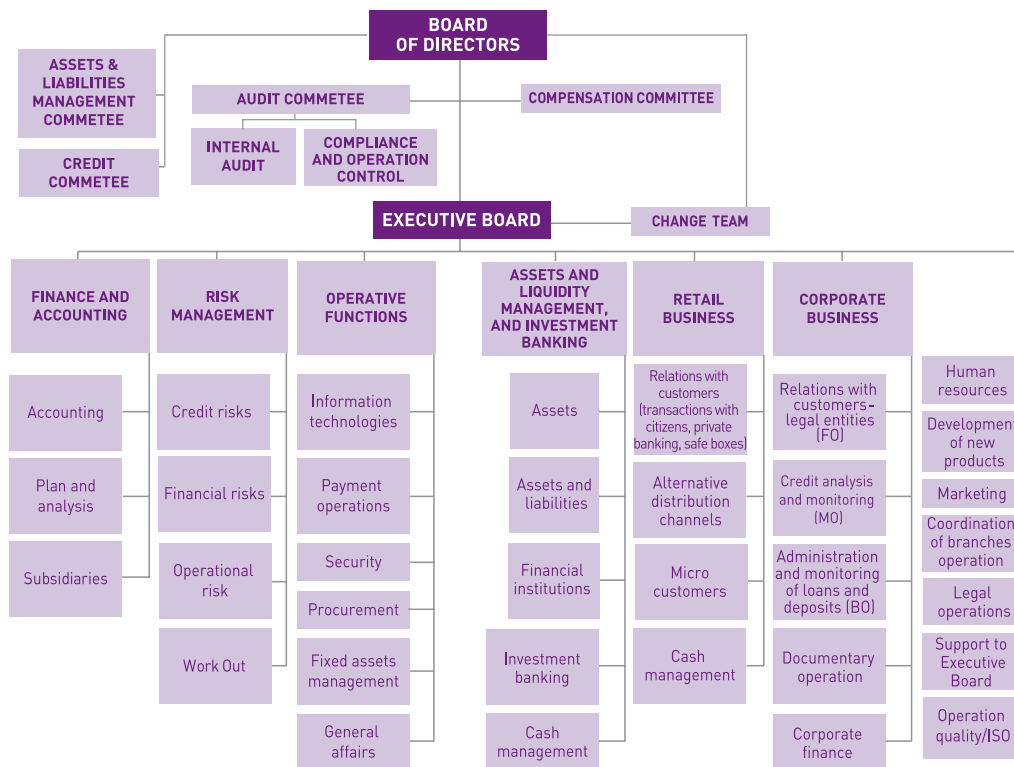 BOARD
OF DIRECTORS
ASSETS &
LIABILITIES
MANAGEMENT
COMMETEE
CREDIT
COMMETEE
AUDIT COMMETEE
COMPENSATION COMMITTEE
INTERNAL
AUDIT
COMPLIANCE
AND OPERATION
CONTROL
EXECUTIVE BOARD
CHANGE TEAM
FINANCE AND
ACCOUNTING
Accounting
Plan and
analysis
Subsidiaries
RISK
MANAGEMENT
Credit risks
Financial risks
Operational
risk
Work Out
OPERATIVE
FUNCTIONS
Information
technologies
Payment
operations
Security
Procurement
Fixed assets
management
General
affairs
ASSETS AND
LIQUIDITY
MANAGEMENT,
AND INVESTMENT
BANKING
Assets
Assets and
liabilities
Financial
institutions
Investment
banking
Cash
management
RETAIL
BUSINESS
Relations with
customers
(transactions with
citizens, private
banking, safe boxes)
Alternative
distribution
channels
Micro
customers
Cash
management
CORPORATE
BUSINESS
Relations with
customers-
legal entities
(FO)
Credit analysis
and monitoring
(MO)
Administration
and monitoring
of loans and
deposits (BO)
Documentary
operation
Corporate
finance
Human
resources
Development
of new
products
Marketing
Coordination
of branches
operation
Legal
operations
Support to
Executive
Board
Operation
quality/ISO